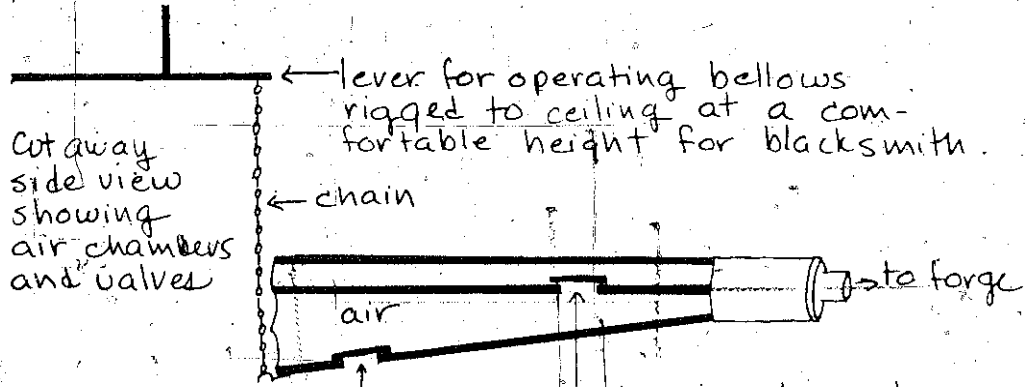 lever for operating bellows
rigged to ceiling at a com-
fortable height for blacksmith.
Cut away
side view
showing
air chambers
and valves
chain
air
to forge